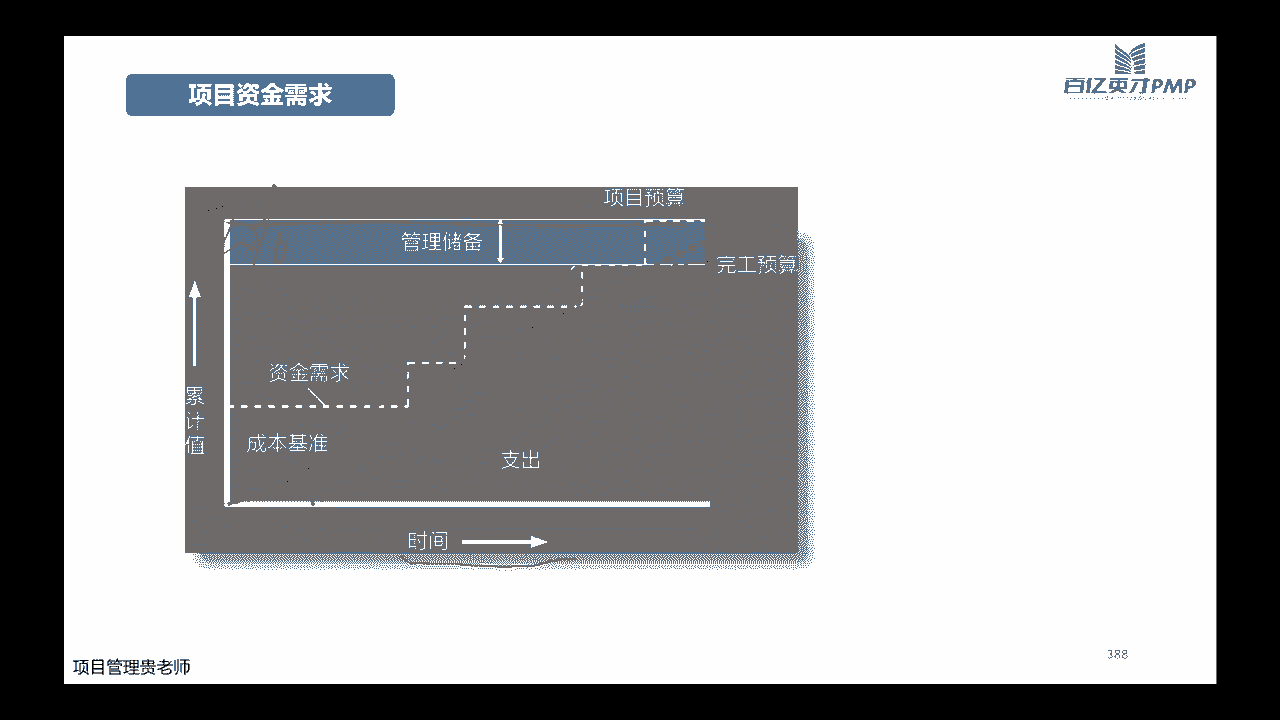 项目资金需求
百亿英才PMP
项目预算
管理储备
完工预算
资金需求
累计值
成本基准
支出
时间
388
项目管理贵老师